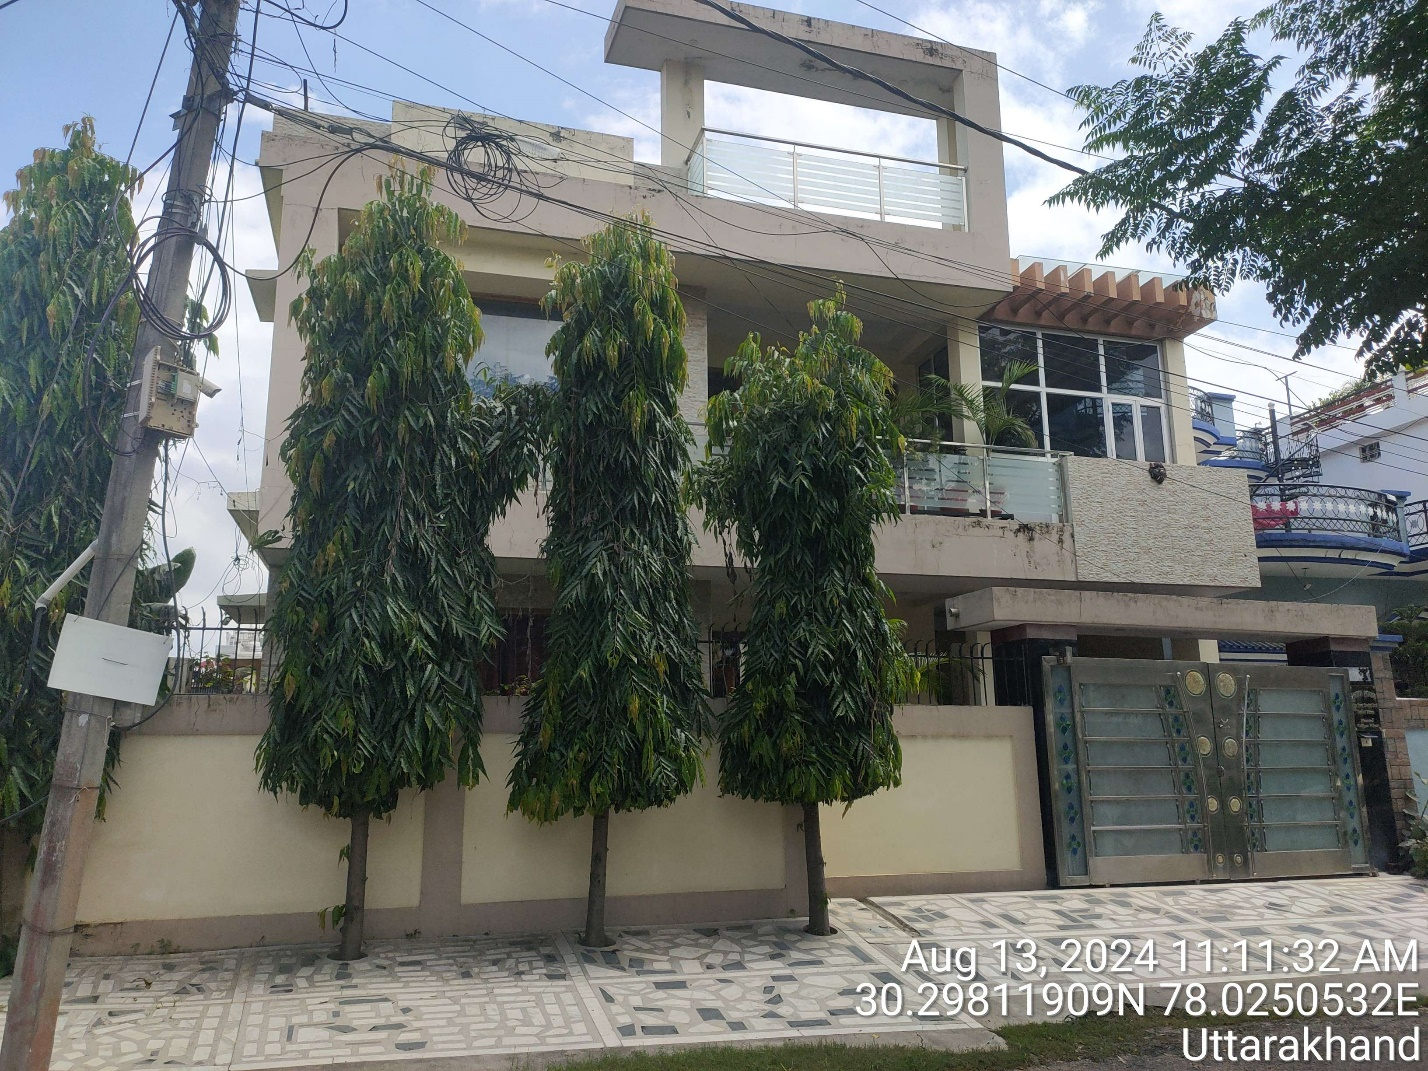 Aug 13, 2024 11:11:32 AM
30.29811909N 78.0250532E
Uttarakhand